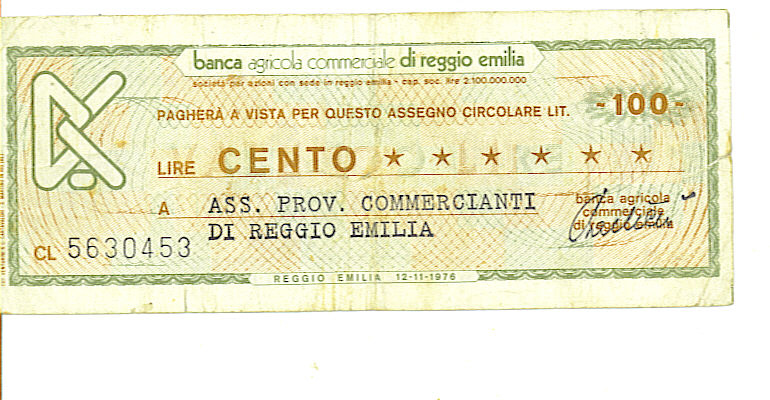 banca agricola commerciale di reggio emilia
società per azioni con sede in reggio emilia - cap. soc. lire 2.100.000.000
PAGHERÀ A VISTA PER QUESTO ASSEGNO CIRCOLARE LIT. -100-
LIRE CENTO ★ ★ ★ ★ ★ ★
A ASS. PROV. COMMERCIANTI
DI REGGIO EMILIA
banca agricola
commerciale
di reggio emilia
CL 5630453
REGGIO EMILIA 12-11-1976